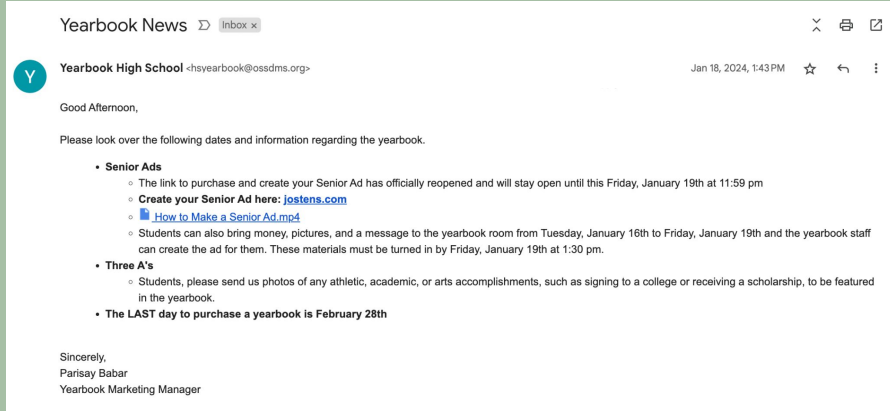 Yearbook News Inbox x
Y
Yearbook High School <hsyearbook@ossdms.org> Jan 18, 2024, 1:43 PM
Good Afternoon,
Please look over the following dates and information regarding the yearbook.
• Senior Ads
◦ The link to purchase and create your Senior Ad has officially reopened and will stay open until this Friday, January 19th at 11:59 pm
◦ Create your Senior Ad here: jostens.com
◦ How to Make a Senior Ad.mp4
◦ Students can also bring money, pictures, and a message to the yearbook room from Tuesday, January 16th to Friday, January 19th and the yearbook staff
can create the ad for them. These materials must be turned in by Friday, January 19th at 1:30 pm.
• Three A's
◦ Students, please send us photos of any athletic, academic, or arts accomplishments, such as signing to a college or receiving a scholarship, to be featured
in the yearbook.
• The LAST day to purchase a yearbook is February 28th
Sincerely,
Parisay Babar
Yearbook Marketing Manager